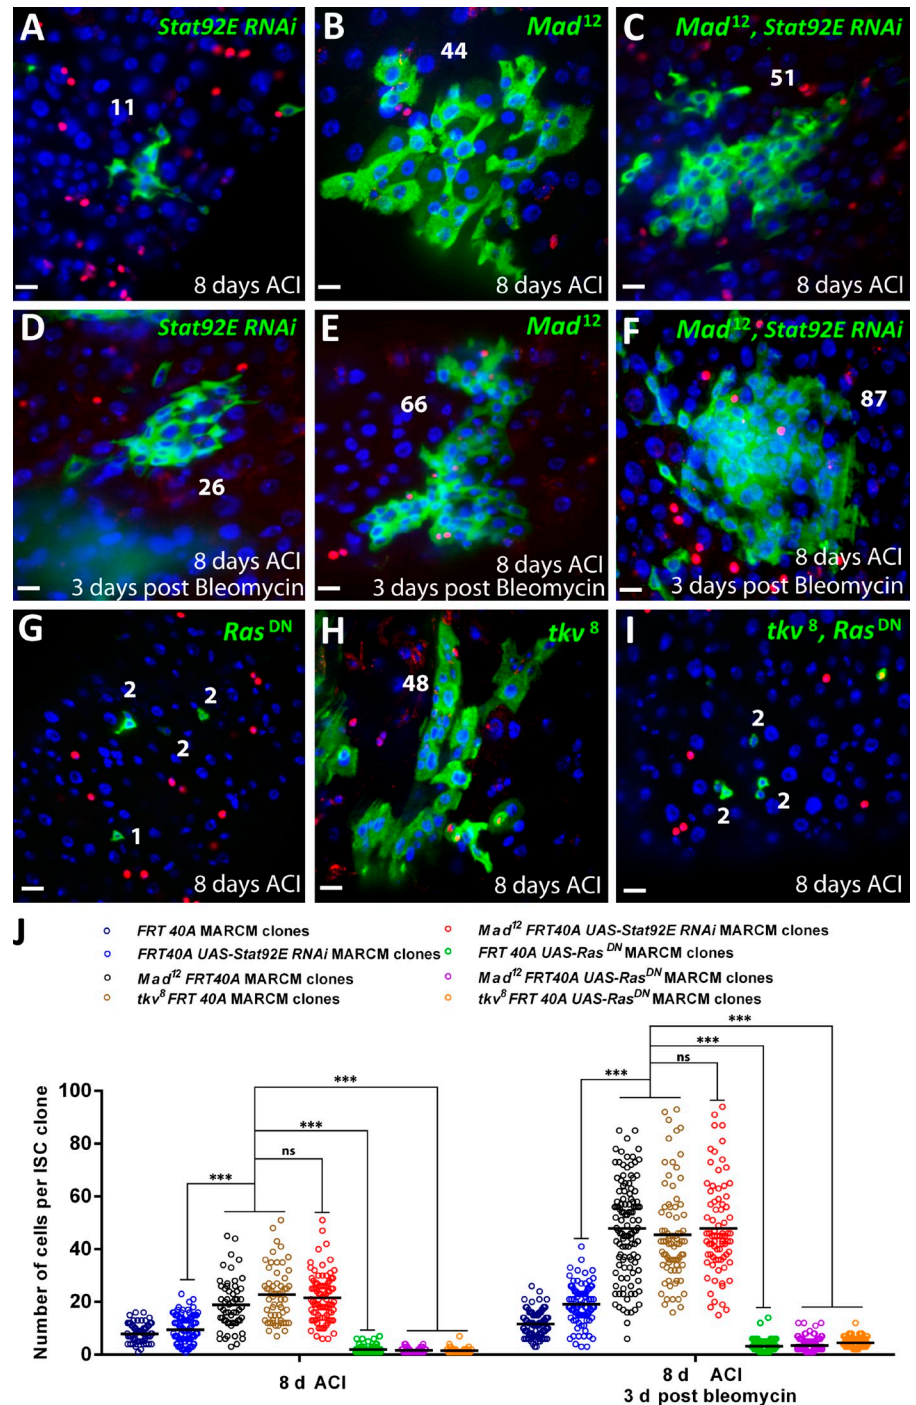 A
Stat92E RNAi
11
8 days ACI
B
Mad12
44
8 days ACI
C
Mad12, Stat92E RNAi
51
8 days ACI
D
Stat92E RNAi
26
8 days ACI
3 days post Bleomycin
E
Mad12
66
8 days ACI
3 days post Bleomycin
F
Mad12, Stat92E RNAi
87
8 days ACI
3 days post Bleomycin
G
Ras DN
2
2
2
1
8 days ACI
H
tkv 8
48
8 days ACI
I
tkv 8, Ras DN
2
2
2
8 days ACI
J
FRT 40A MARCM clones
FRT40A UAS-Stat92E RNAi MARCM clones
Mad12 FRT40A MARCM clones
tkv8 FRT 40A MARCM clones
Mad12 FRT40A UAS-Stat92E RNAi MARCM clones
FRT 40A UAS-Ras DN MARCM clones
Mad12 FRT40A UAS-RasDN MARCM clones
tkv8 FRT 40A UAS-RasDN MARCM clones
Number of cells per ISC clone
100
80
60
40
20
0
***
***
ns
***
***
***
ns
***
8 d ACI
8 d ACI
3 d post bleomycin